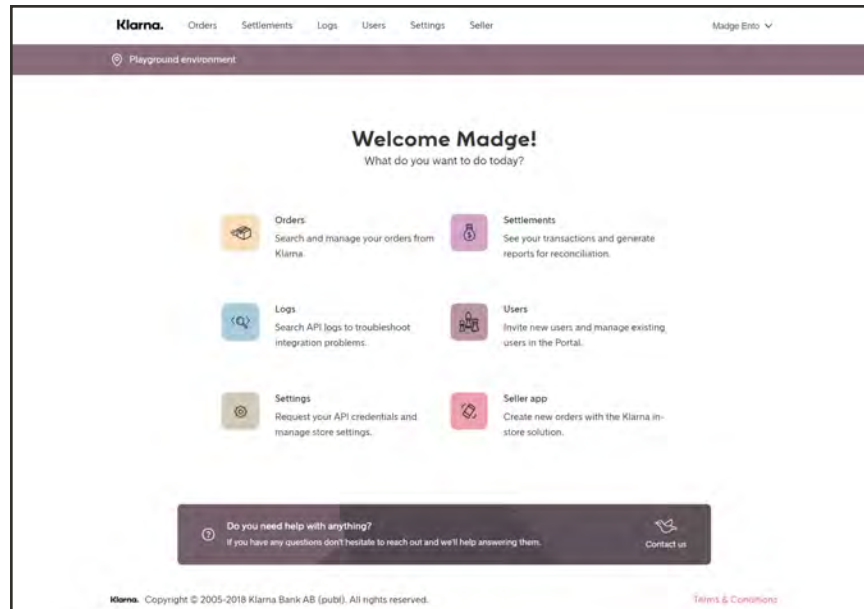 Klarna. Orders Settlements Logs Users Settings Seller Madge Ento
Playground environment
Welcome Madge!
What do you want to do today?
Orders
Search and manage your orders from
Klarna.
Settlements
See your transactions and generate
reports for reconciliation.
Logs
Search API logs to troubleshoot
integration problems.
Users
Invite new users and manage existing
users in the Portal.
Settings
Request your API credentials and
manage store settings.
Seller app
Create new orders with the Klarna in-
store solution.
Do you need help with anything?
If you have any questions don't hesitate to reach out and we'll help answering them.
Contact us
Klarna. Copyright © 2005-2018 Klarna Bank AB (publ). All rights reserved.
Terms & Conditions